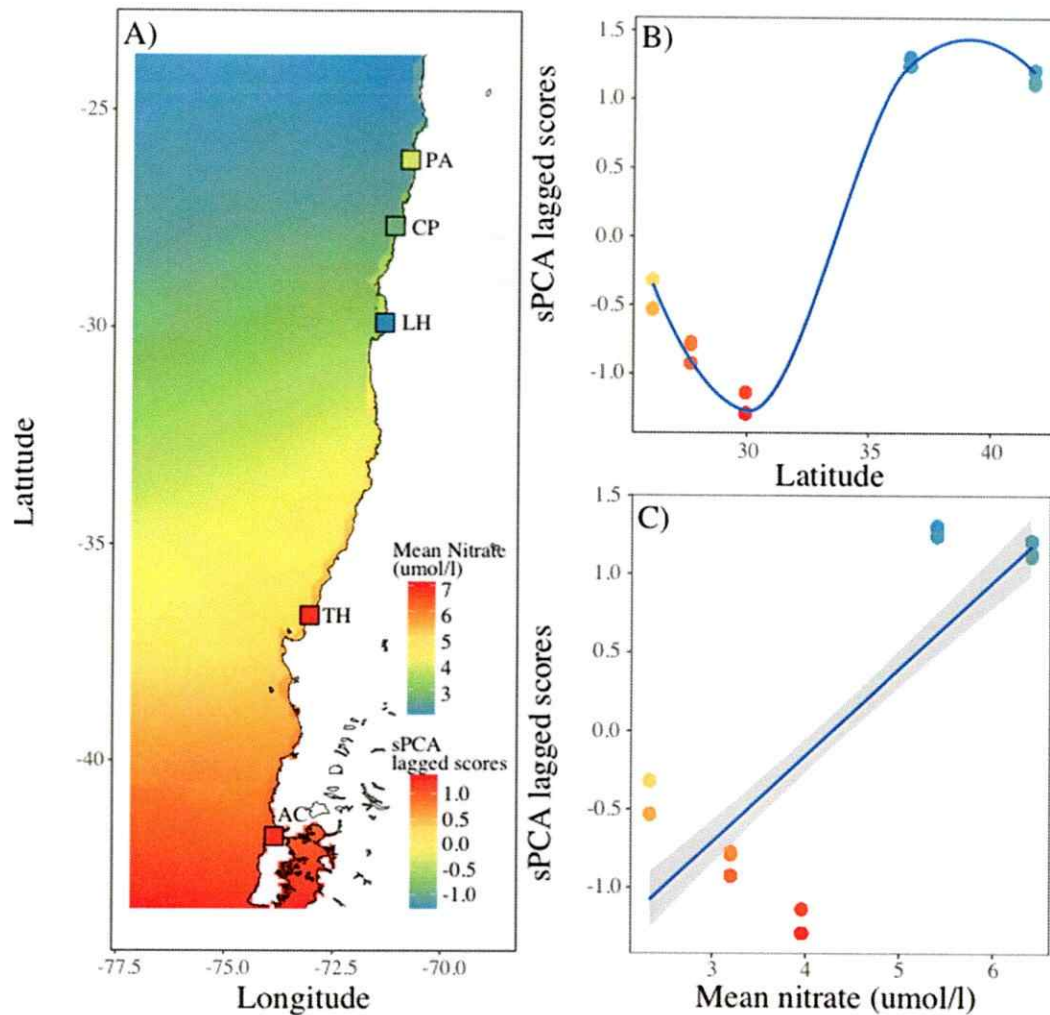 A)
Latitude
-25
-30
-35
-40
PA
CP
LH
TH
AC
Mean Nitrate
(umol/l)
7
6
5
4
3
sPCA
lagged scores
1.0
0.5
0.0
-0.5
-1.0
-77.5 -75.0 -72.5 -70.0
Longitude
B)
sPCA lagged scores
1.5
1.0
0.5
0.0
-0.5
-1.0
30 35 40
Latitude
C)
sPCA lagged scores
1.5
1.0
0.5
0.0
-0.5
-1.0
3 4 5 6
Mean nitrate (umol/l)